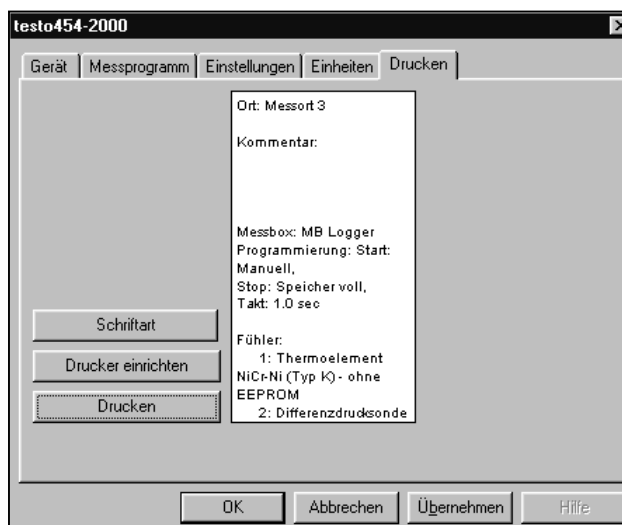 testo454-2000
Gerät Messprogramm Einstellungen Einheiten Drucken
Ort: Messort 3
Kommentar:
Messbox: MB Logger
Programmierung: Start:
Manuell,
Stop: Speicher voll,
Takt: 1.0 sec
Fühler:
1: Thermoelement
NiCr-Ni (Typ K) - ohne
EEPROM
2: Differenzdrucksonde
Schriftart
Drucker einrichten
Drucken
OK Abbrechen Übernehmen Hilfe